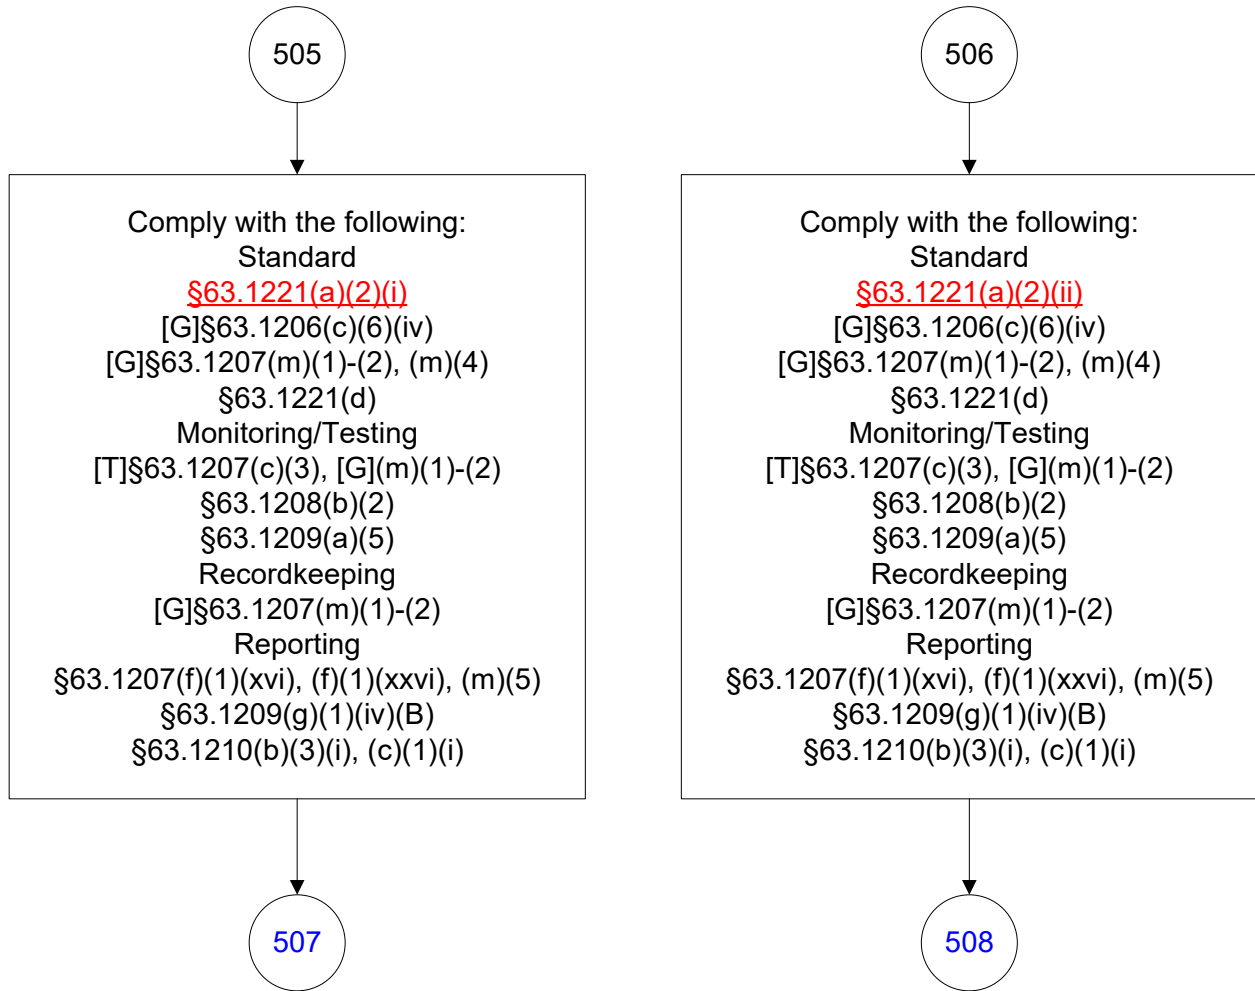 505
Comply with the following:
Standard
§63.1221(a)(2)(i)
[G]§63.1206(c)(6)(iv)
[G]§63.1207(m)(1)-(2), (m)(4)
§63.1221(d)
Monitoring/Testing
[T]§63.1207(c)(3), [G](m)(1)-(2)
§63.1208(b)(2)
§63.1209(a)(5)
Recordkeeping
[G]§63.1207(m)(1)-(2)
Reporting
§63.1207(f)(1)(xvi), (f)(1)(xxvi), (m)(5)
§63.1209(g)(1)(iv)(B)
§63.1210(b)(3)(i), (c)(1)(i)
507
506
Comply with the following:
Standard
§63.1221(a)(2)(ii)
[G]§63.1206(c)(6)(iv)
[G]§63.1207(m)(1)-(2), (m)(4)
§63.1221(d)
Monitoring/Testing
[T]§63.1207(c)(3), [G](m)(1)-(2)
§63.1208(b)(2)
§63.1209(a)(5)
Recordkeeping
[G]§63.1207(m)(1)-(2)
Reporting
§63.1207(f)(1)(xvi), (f)(1)(xxvi), (m)(5)
§63.1209(g)(1)(iv)(B)
§63.1210(b)(3)(i), (c)(1)(i)
508